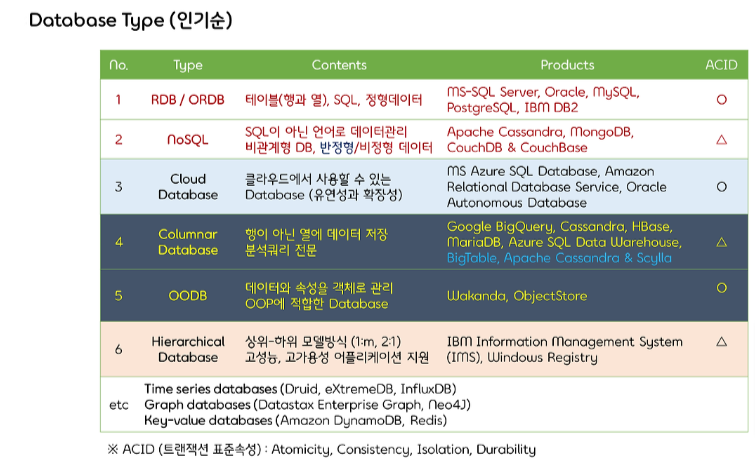 Database Type (인기순)
No. Type Contents Products ACID
1 RDB / ORDB 테이블(행과 열), SQL, 정형데이터 MS-SQL Server, Oracle, MySQL, PostgreSQL, IBM DB2 O
2 NoSQL SQL이 아닌 언어로 데이터관리 비관계형 DB, 반정형/비정형 데이터 Apache Cassandra, MongoDB, CouchDB & CouchBase △
3 Cloud Database 클라우드에서 사용할 수 있는 Database (유연성과 확장성) MS Azure SQL Database, Amazon Relational Database Service, Oracle Autonomous Database O
4 Columnar Database 행이 아닌 열에 데이터 저장 분석쿼리 전문 Google BigQuery, Cassandra, HBase, MariaDB, Azure SQL Data Warehouse, BigTable, Apache Cassandra & Scylla △
5 OODB 데이터와 속성을 객체로 관리 OOP에 적합한 Database Wakanda, ObjectStore O
6 Hierarchical Database 상위-하위 모델방식 (1:m, 2:1) 고성능, 고가용성 어플리케이션 지원 IBM Information Management System (IMS), Windows Registry △
etc Time series databases (Druid, eXtremeDB, InfluxDB)
Graph databases (Datastax Enterprise Graph, Neo4J)
Key-value databases (Amazon DynamoDB, Redis)
※ ACID (트랜잭션 표준속성) : Atomicity, Consistency, Isolation, Durability